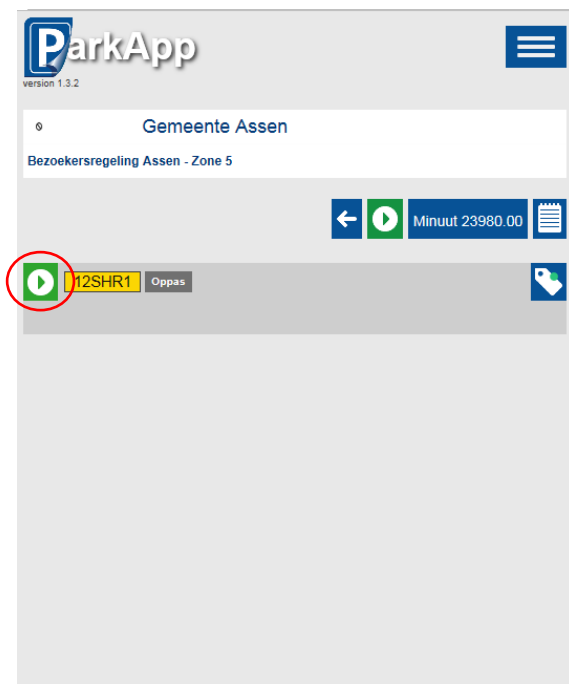 ParkApp
version 1.3.2
Gemeente Assen
Bezoekersregeling Assen - Zone 5
Minuut 23980.00
12SHR1 Oppas